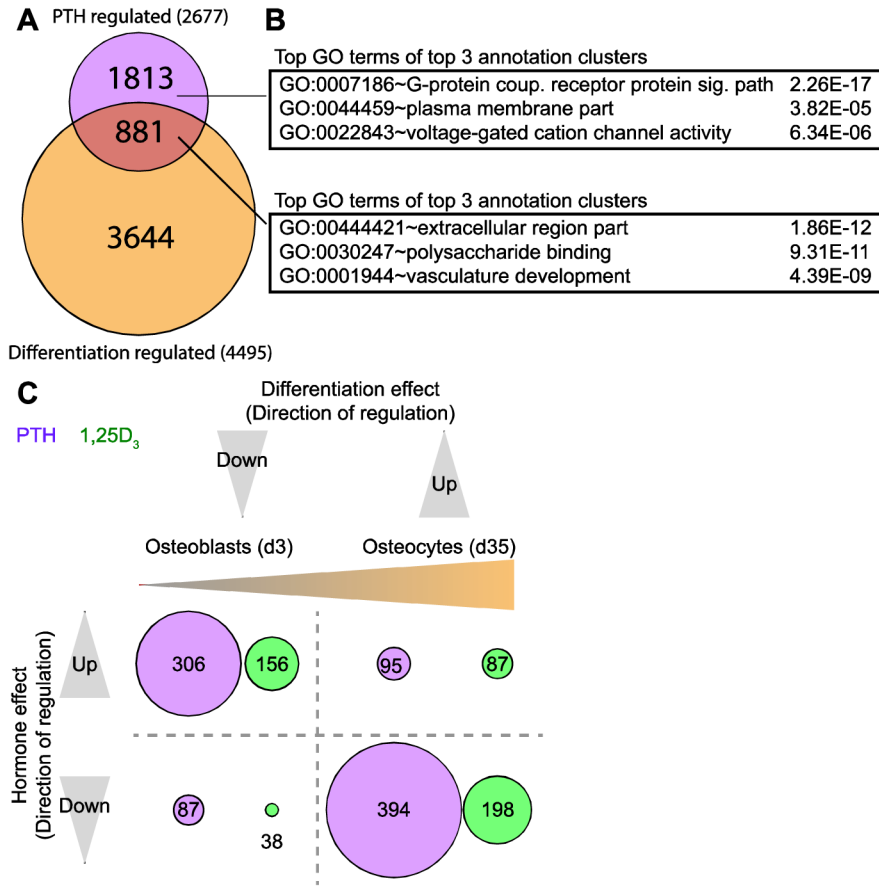 A
PTH regulated (2677)
1813
881
3644
Differentiation regulated (4495)
B
Top GO terms of top 3 annotation clusters
GO:0007186~G-protein coup. receptor protein sig. path 2.26E-17
GO:0044459~plasma membrane part 3.82E-05
GO:0022843~voltage-gated cation channel activity 6.34E-06
Top GO terms of top 3 annotation clusters
GO:00444421~extracellular region part 1.86E-12
GO:0030247~polysaccharide binding 9.31E-11
GO:0001944~vasculature development 4.39E-09
C
Differentiation effect
(Direction of regulation)
PTH 1,25D3
Down
Up
Osteoblasts (d3) Osteocytes (d35)
Hormone effect
(Direction of regulation)
Up
306 156 95 87
Down
87 38 394 198